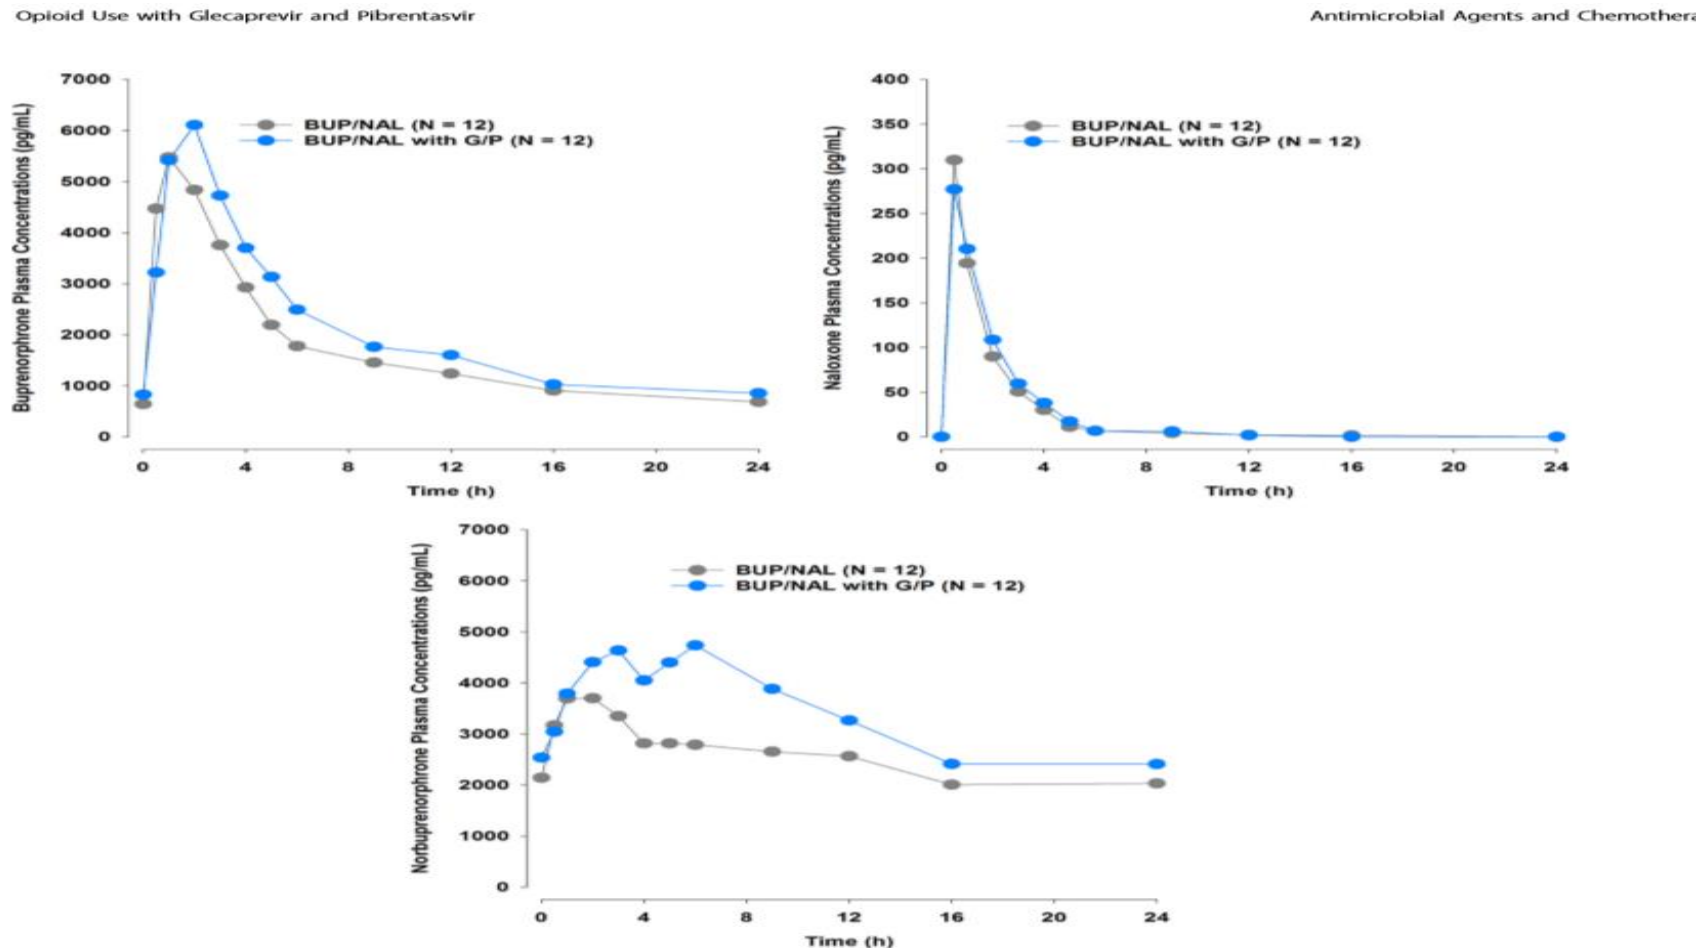 Opioid Use with Glecaprevir and Pibrentasvir
Antimicrobial Agents and Chemothera
Buprenorphrone Plasma Concentrations (pg/mL)
7000
6000
5000
4000
3000
2000
1000
0
BUP/NAL (N = 12)
BUP/NAL with G/P (N = 12)
0 4 8 12 16 20 24
Time (h)
Naloxone Plasma Concentrations (pg/mL)
400
350
300
250
200
150
100
50
0
BUP/NAL (N = 12)
BUP/NAL with G/P (N = 12)
0 4 8 12 16 20 24
Time (h)
Norbuprenorphrone Plasma Concentrations (pg/mL)
7000
6000
5000
4000
3000
2000
1000
0
BUP/NAL (N = 12)
BUP/NAL with G/P (N = 12)
0 4 8 12 16 20 24
Time (h)